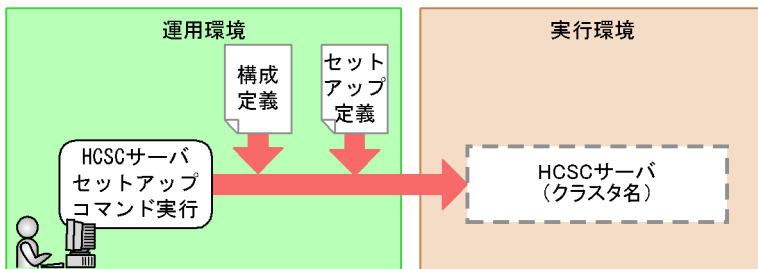 運用環境
実行環境
構成
定義
セット
アップ
定義
HCSCサーバ
セットアップ
コマンド実行
HCSCサーバ
（クラスタ名）